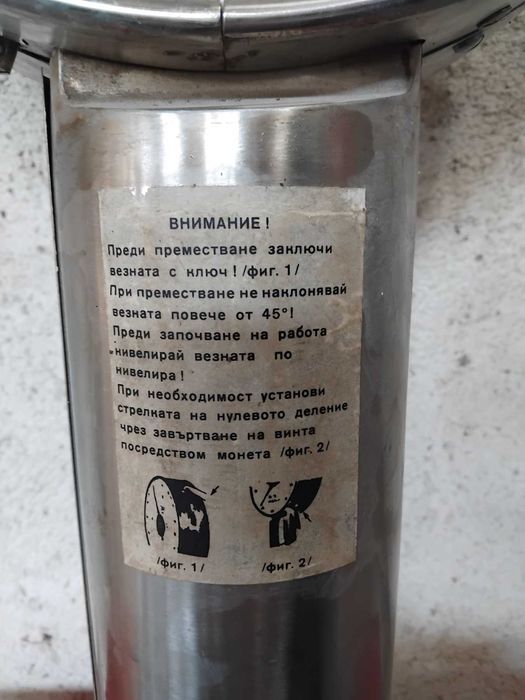 ВНИМАНИЕ!
Преди преместване заключи
везната с ключ! /фиг. 1/
При преместване не наклонявай
везната повече от 45°!
Преди започване на работа
нивелирай везната по
нивелира!
При необходимост установи
стрелката на нулевото деление
чрез завъртване на винта
посредством монета /фиг. 2/
/фиг. 1/ /фиг. 2/